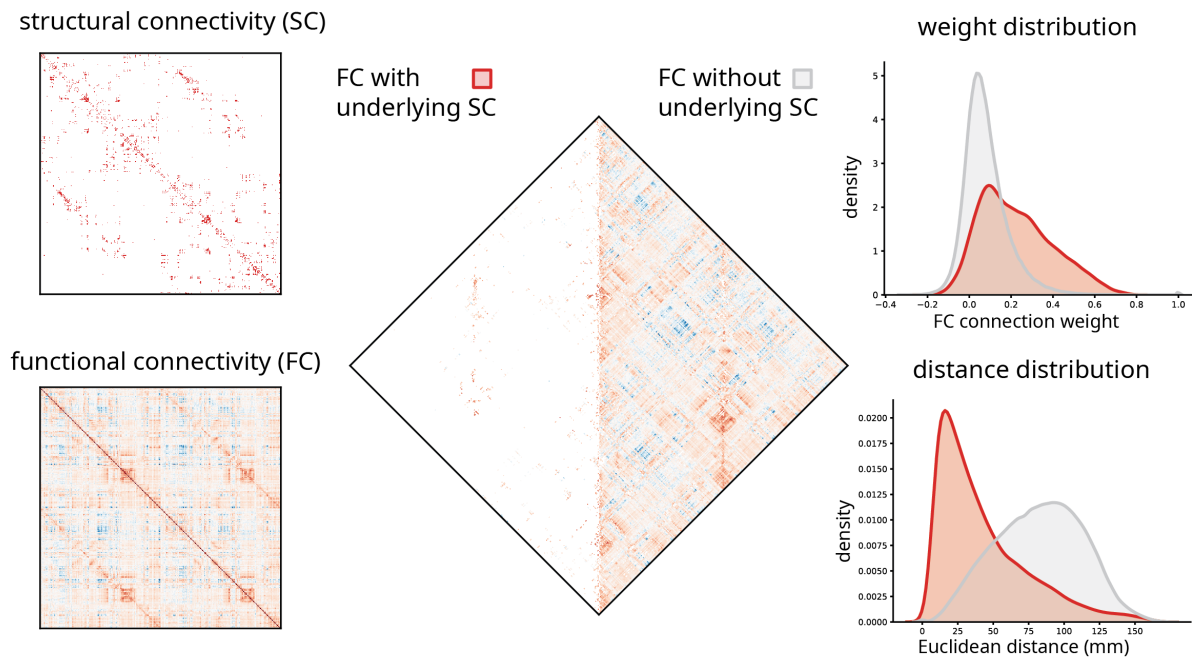 structural connectivity (SC)
functional connectivity (FC)
FC with
underlying SC
FC without
underlying SC
weight distribution
density
5
4
3
2
1
0
−0.4 −0.2 0.0 0.2 0.4 0.6 0.8 1.0
FC connection weight
distance distribution
density
0.0200
0.0175
0.0150
0.0125
0.0100
0.0075
0.0050
0.0025
0.0000
0 25 50 75 100 125 150
Euclidean distance (mm)